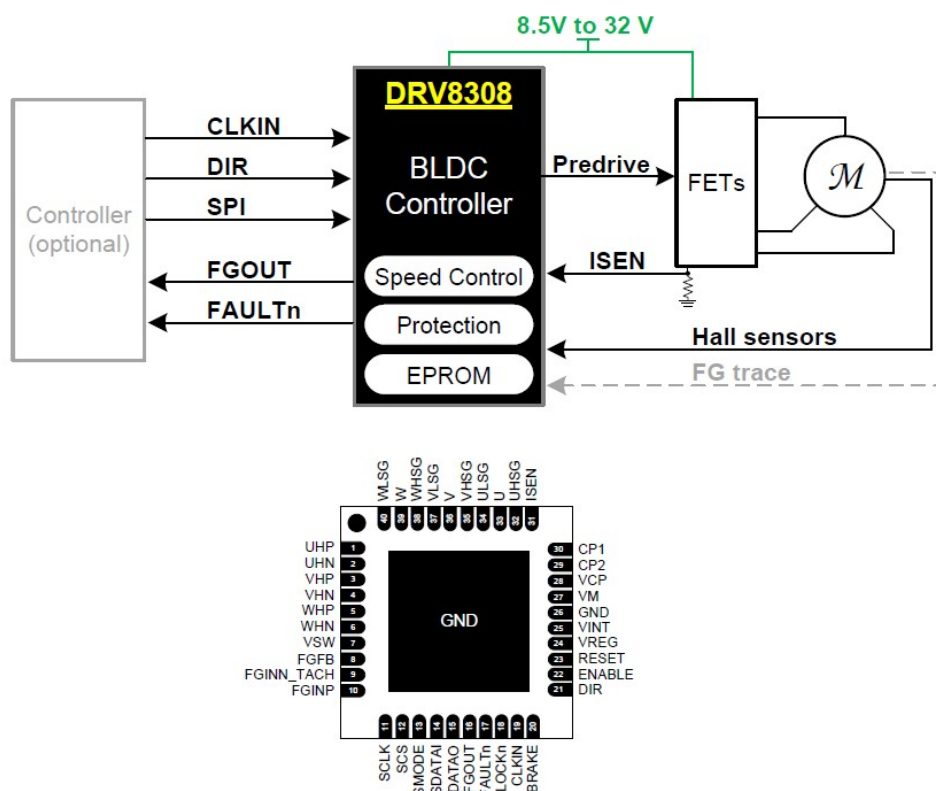 8.5V to 32 V
DRV8308
BLDC
Controller
Speed Control
Protection
EPROM
Controller
(optional)
CLKIN
DIR
SPI
FGOUT
FAULTn
Predrive
FETs
M
ISEN
Hall sensors
FG trace
WLSG
W
WHSG
VLSG
V
VHSG
ULSG
U
UHSG
ISEN
40
39
38
37
36
35
34
33
32
31
UHP 1
UHN 2
VHP 3
VHN 4
WHP 5
WHN 6
VSW 7
FGFB 8
FGINN_TACH 9
FGINP 10
GND
30 CP1
29 CP2
28 VCP
27 VM
26 GND
25 VINT
24 VREG
23 RESET
22 ENABLE
21 DIR
11
12
13
14
15
16
17
18
19
20
SCLK
SCS
SMODE
SDATAI
DATAO
FGOUT
FAULTn
LOCKn
CLKIN
BRAKE